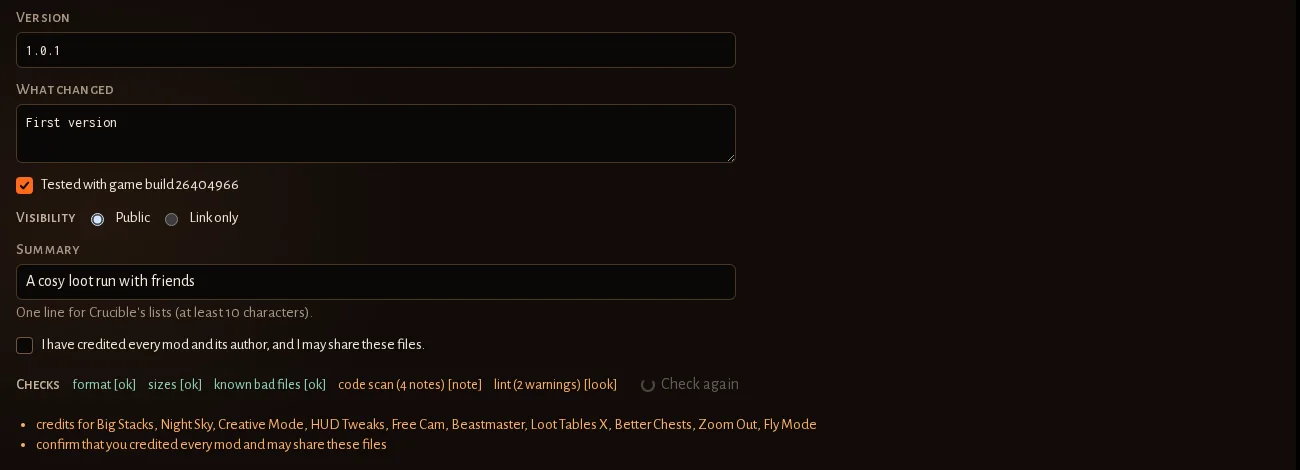 Version
1.0.1
What changed
First version
Tested with game build 26404966
Visibility Public Link only
Summary
A cosy loot run with friends
One line for Crucible's lists (at least 10 characters).
I have credited every mod and its author, and I may share these files.
Checks format [ok] sizes [ok] known bad files [ok] code scan (4 notes) [note] lint (2 warnings) [look] Check again
• credits for Big Stacks, Night Sky, Creative Mode, HUD Tweaks, Free Cam, Beastmaster, Loot Tables X, Better Chests, Zoom Out, Fly Mode
• confirm that you credited every mod and may share these files